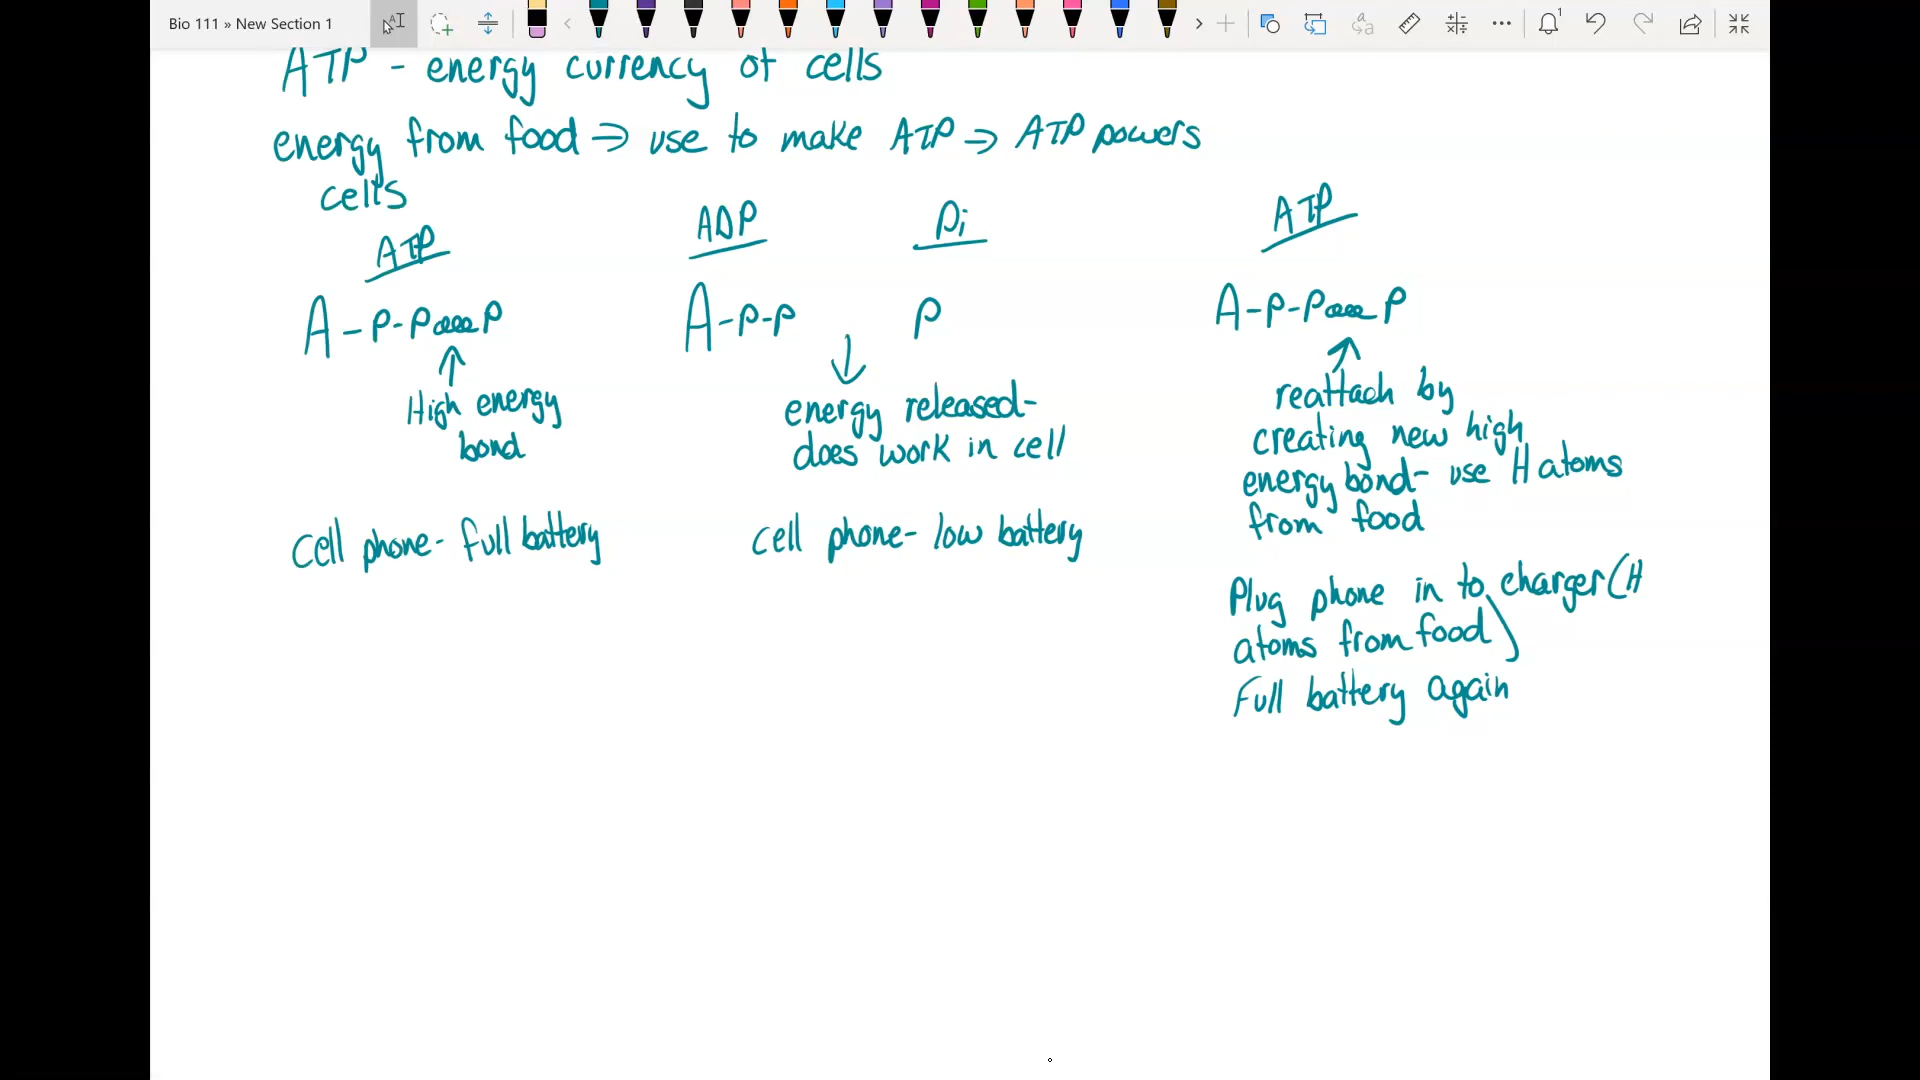 Bio 111 » New Section 1
ATP - energy currency of cells
energy from food → use to make ATP → ATP powers
cells
ATP
ADP
Pi
ATP
A-P-P P
A-P-P
P
A-P-P P
High energy
bond
energy released-
does work in cell
reattach by
creating new high
energy bond- use H atoms
from food
cell phone- full battery
cell phone- low battery
Plug phone in to charger (H
atoms from food)
Full battery again